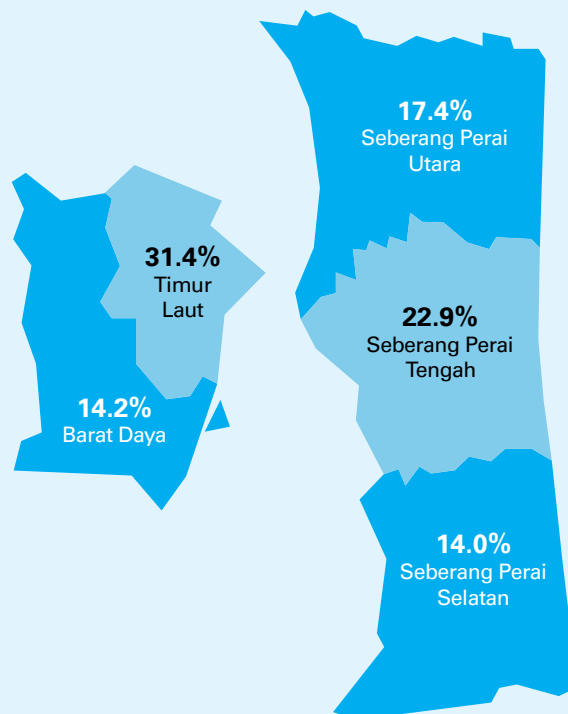 17.4%
Seberang Perai
Utara
31.4%
Timur
Laut
22.9%
Seberang Perai
Tengah
14.2%
Barat Daya
14.0%
Seberang Perai
Selatan